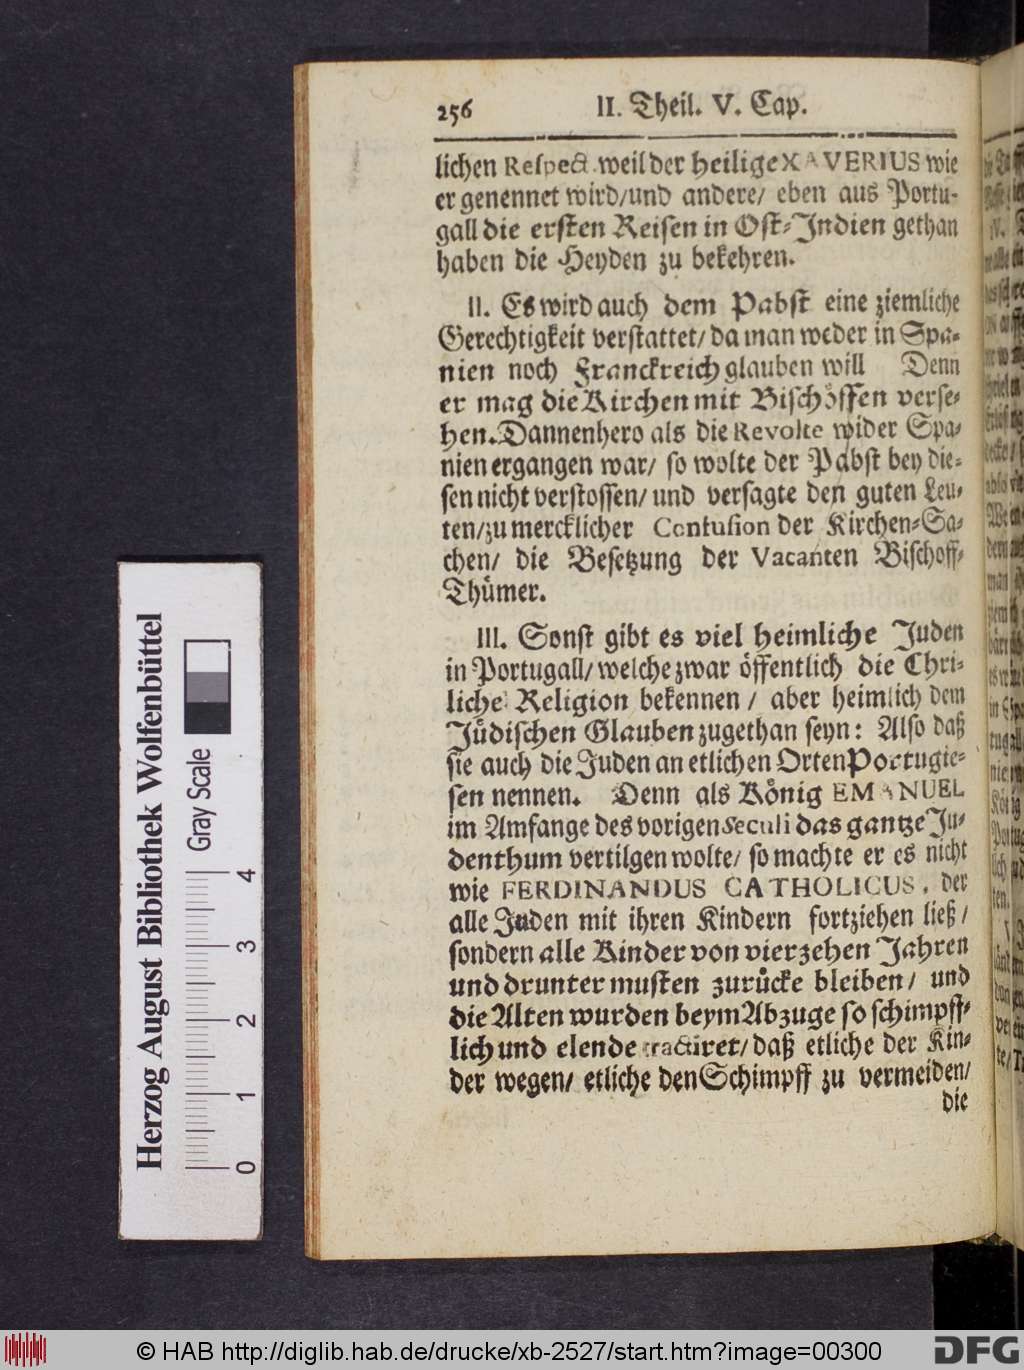 256 II. Theil. V. Cap.
lichen Respect. weil der heilige XAVERIUS wie
er genennet wird/und andere/ eben aus Portu-
gall die ersten Reisen in Ost-Indien gethan
haben die Heyden zu bekehren.
II. Es wird auch dem Pabst eine ziemliche
Gerechtigkeit verstattet/ da man weder in Spa-
nien noch Franckreich glauben will Denn
er mag die Kirchen mit Bischöffen verse-
hen. Dannenhero als die Revolte wider Spa-
nien ergangen war/ so wolte der Pabst bey die-
sen nicht verstossen/ und versagte den guten Leu-
ten/ zu mercklicher Confusion der Kirchen-Sa-
chen/ die Besetzung der Vacanten Bischoff-
Thümer.
III. Sonst gibt es viel heimliche Juden
in Portugall/ welche zwar öffentlich die Chri-
liche Religion bekennen / aber heimlich dem
Jüdischen Glauben zugethan seyn: Also daß
sie auch die Juden an etlichen Orten Portugie-
sen nennen. Denn als König EMANUEL
im Amfange des vorigen Seculi das gantze Ju-
denthum vertilgen wolte/ so machte er es nicht
wie FERDINANDUS CATHOLICUS, der
alle Juden mit ihren Kindern fortziehen ließ /
sondern alle Kinder von vierzehen Jahren
und drunter musten zurücke bleiben / und
die Alten wurden beym Abzuge so schimpff-
lich und elende tractiret/ daß etliche der Kin-
der wegen/ etliche den Schimpff zu vermeiden/
die
Herzog August Bibliothek Wolfenbüttel
Gray Scale
0 1 2 3 4
© HAB http://diglib.hab.de/drucke/xb-2527/start.htm?image=00300
DFG